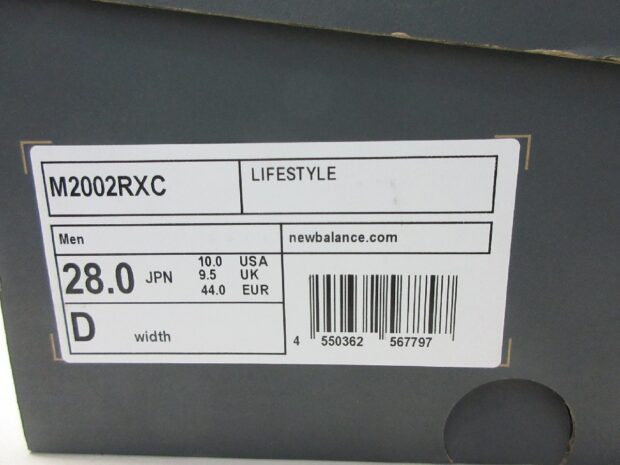 M2002RXC
LIFESTYLE
Men
newbalance.com
28.0 JPN
10.0 USA
9.5 UK
44.0 EUR
D width
4 550362 567797